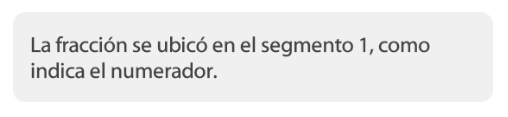 La fracción se ubicó en el segmento 1, como
indica el numerador.